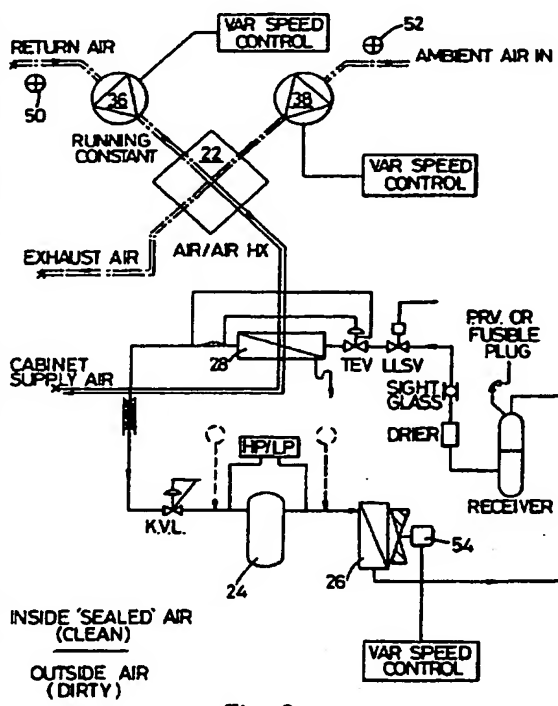 VAR SPEED
CONTROL
52
RETURN AIR
AMBIENT AIR IN
50
36
38
RUNNING
CONSTANT
22
VAR SPEED
CONTROL
EXHAUST AIR
AIR/AIR HX
P.R.V. OR
FUSIBLE
PLUG
CABINET
SUPPLY AIR
28
TEV
LLSV
SIGHT
GLASS
DRIER
HP/LP
RECEIVER
K.V.L.
24
26
54
INSIDE 'SEALED' AIR
(CLEAN)
OUTSIDE AIR
(DIRTY)
VAR SPEED
CONTROL